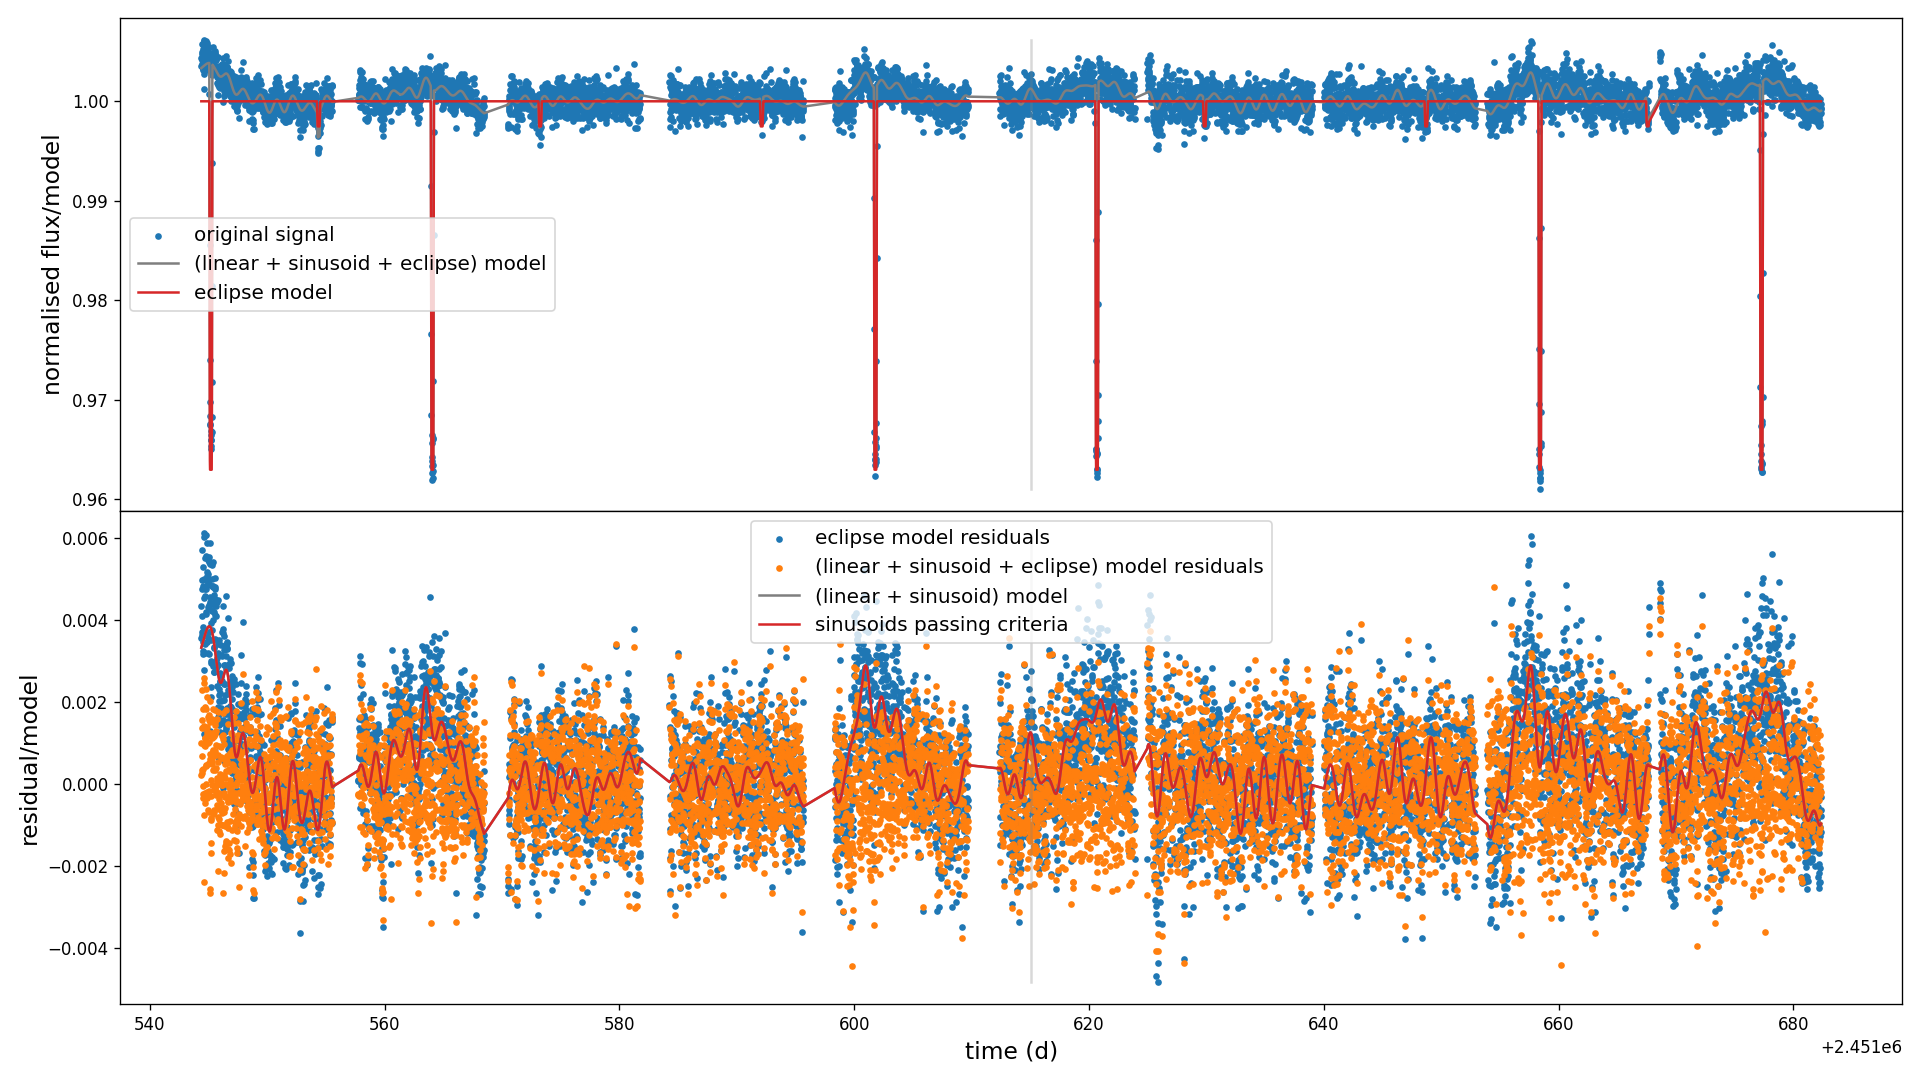 1.00
0.99
0.98
0.97
0.96
normalised flux/model
original signal
(linear + sinusoid + eclipse) model
eclipse model
0.006
0.004
0.002
0.000
−0.002
−0.004
residual/model
eclipse model residuals
(linear + sinusoid + eclipse) model residuals
(linear + sinusoid) model
sinusoids passing criteria
540 560 580 600 620 640 660 680
time (d)
+2.451e6